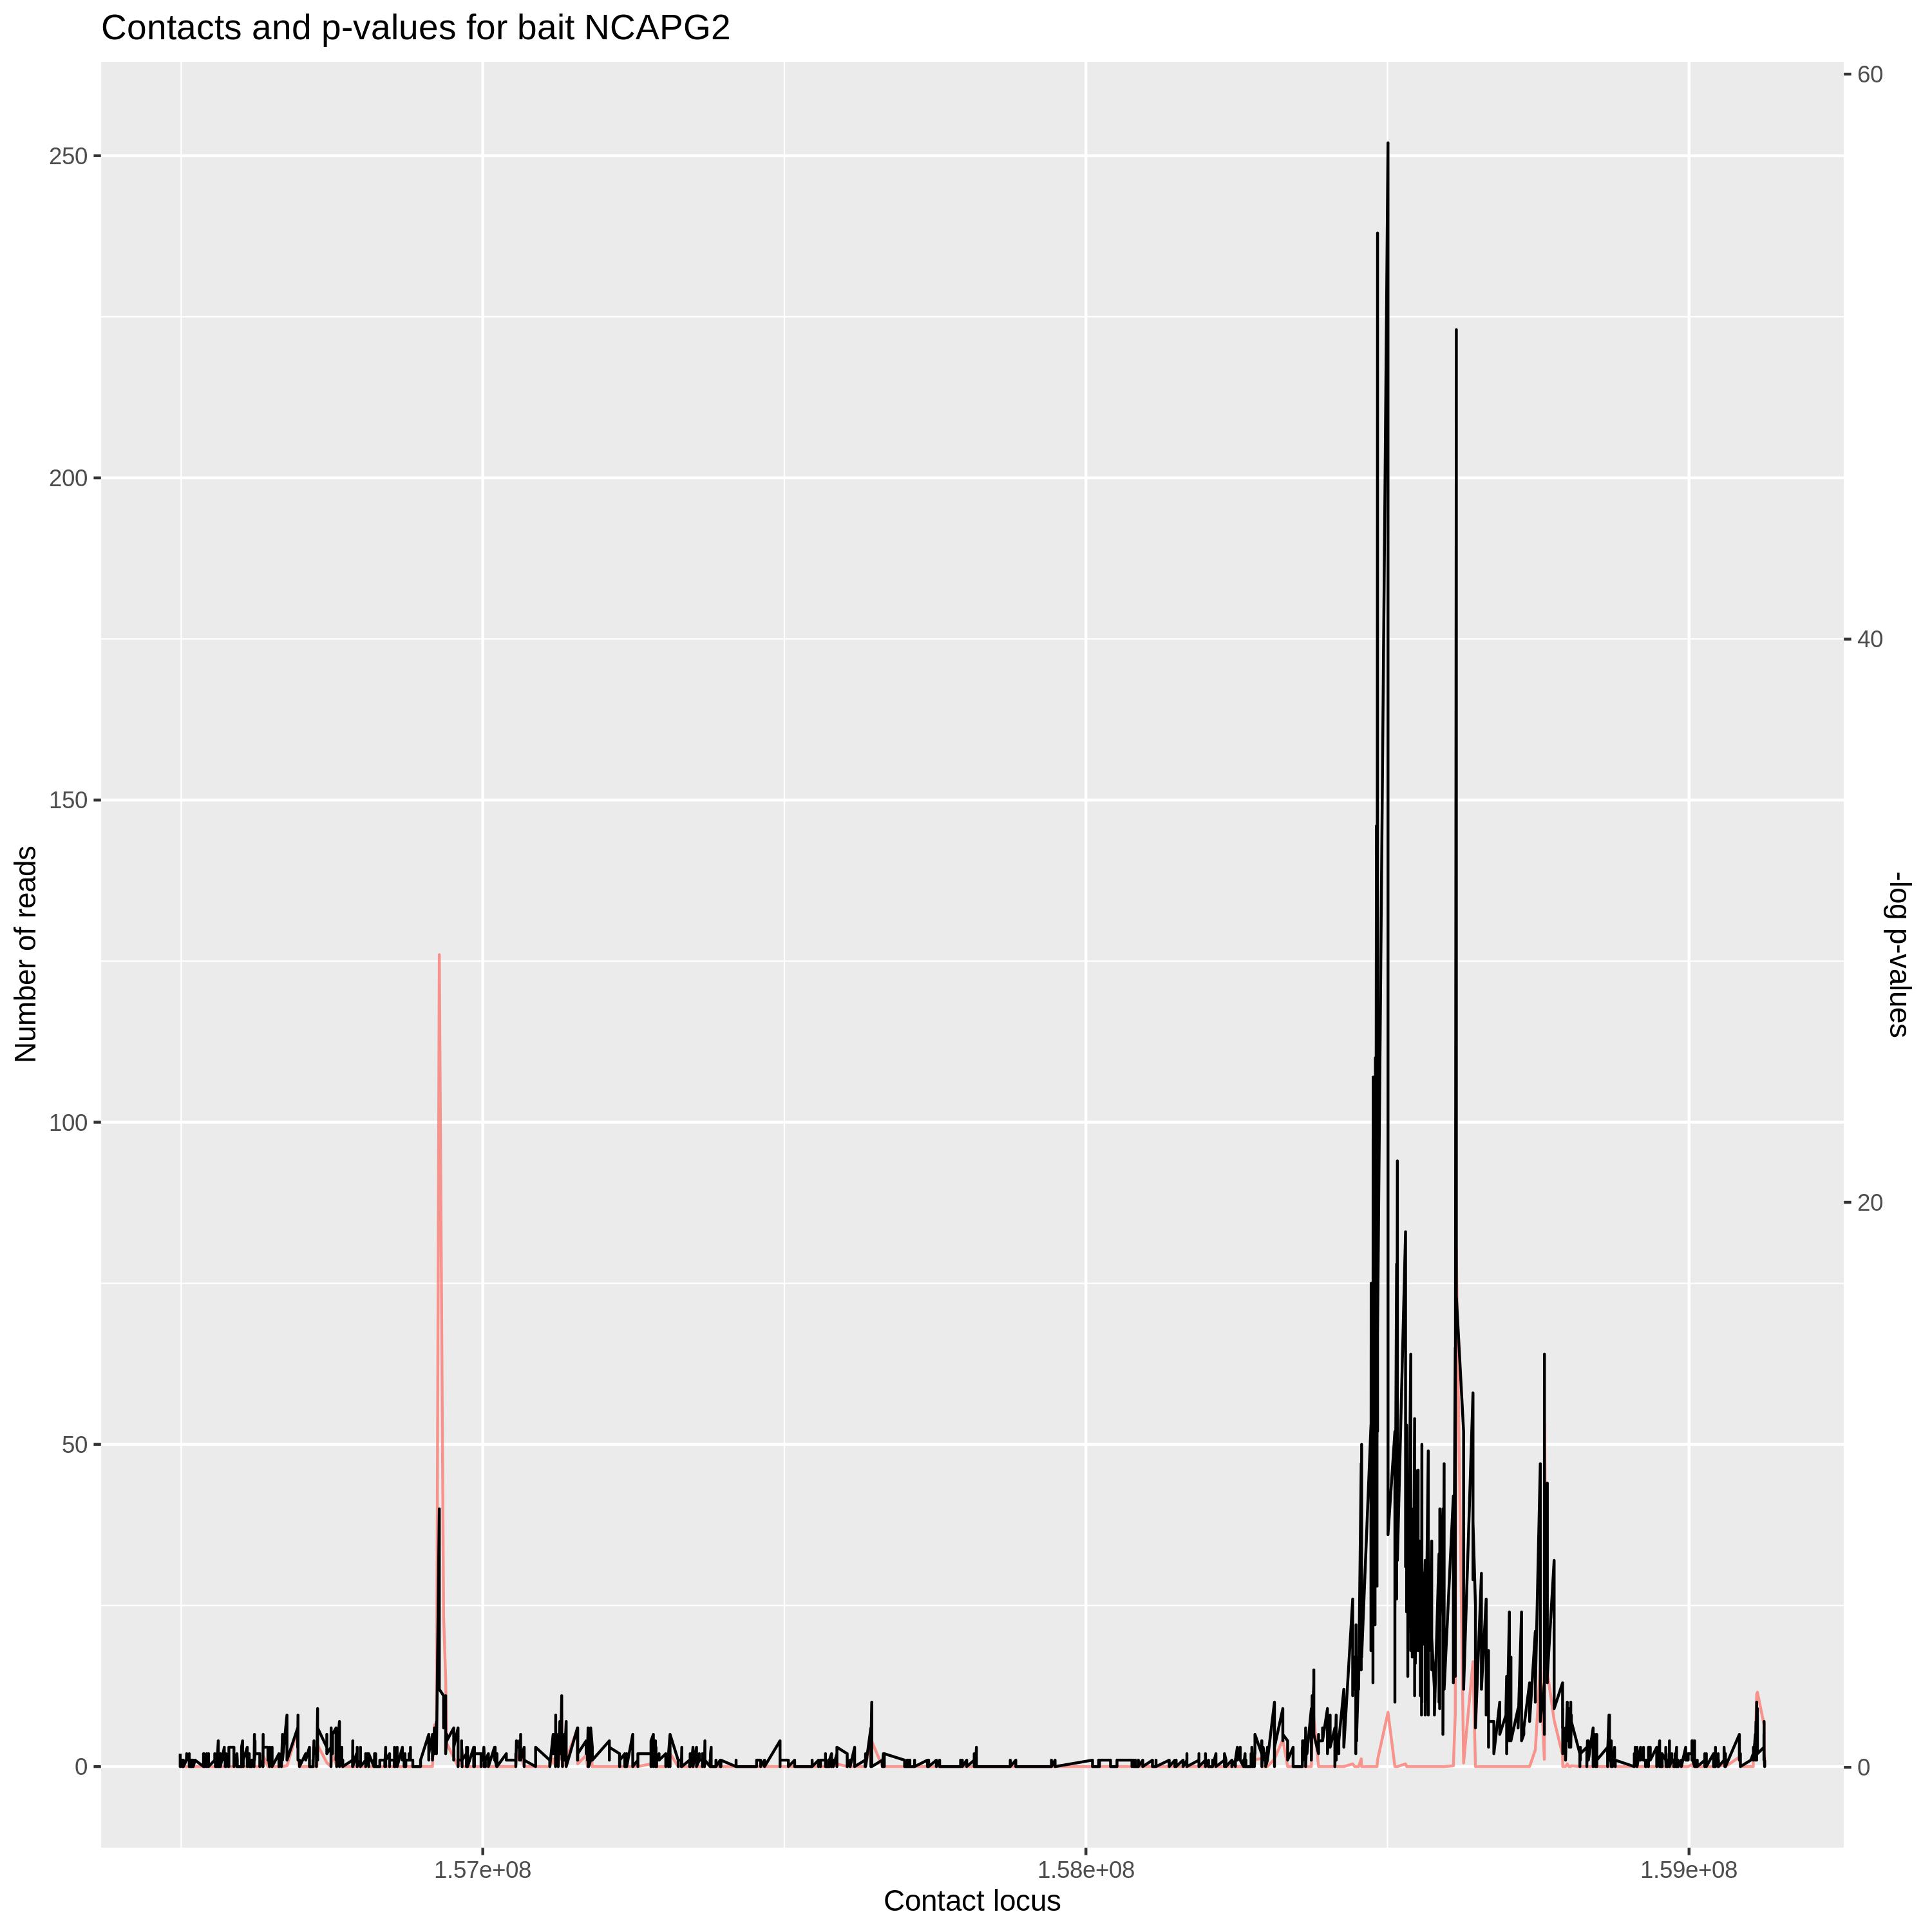 Contacts and p-values for bait NCAPG2
250
200
150
100
50
0
Number of reads
60
40
20
0
-log p-values
1.57e+08
1.58e+08
1.59e+08
Contact locus